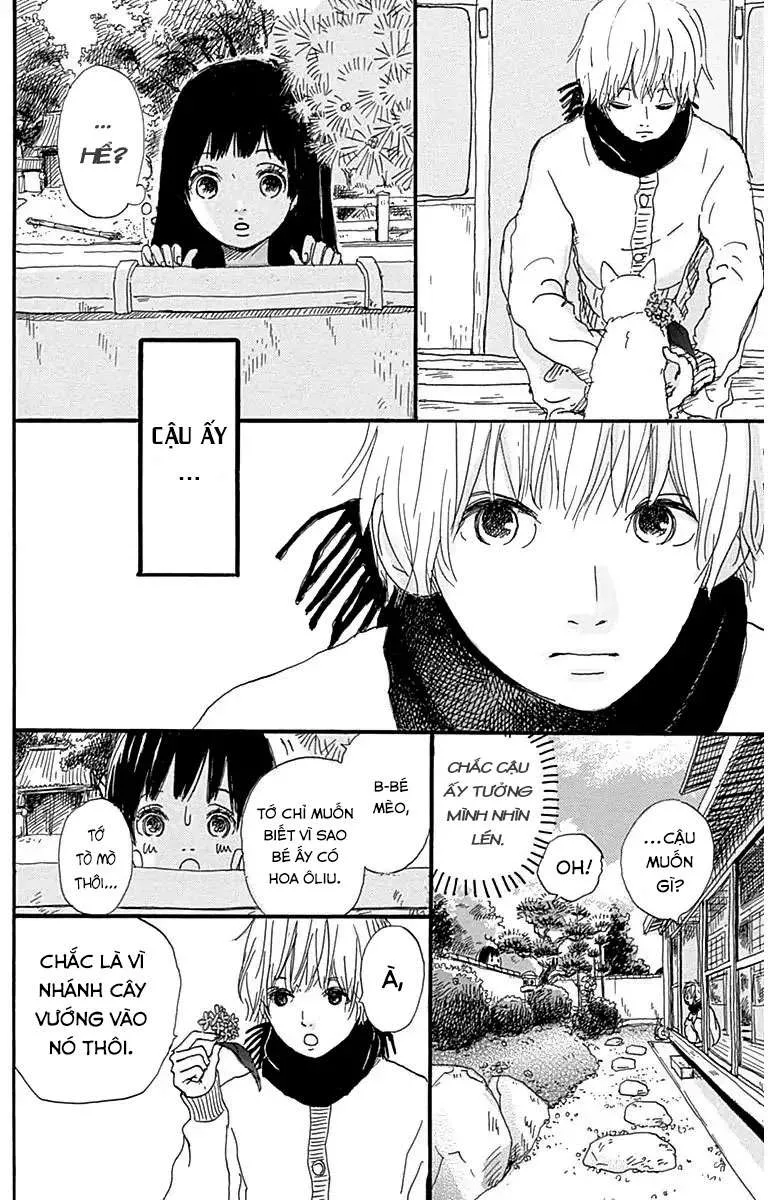 ...
HỂ?
CẬU ẤY
...
...CẬU
MUỐN
GÌ?
OH!
CHẮC CẬU
ẤY TƯỞNG
MÌNH NHÌN
LÉN.
B-BÉ
MÈO,
TỚ CHỈ MUỐN
BIẾT VÌ SAO
BÉ ẤY CÓ
HOA ÔLIU.
TỚ
TÒ MÒ
THÔI...
À,
CHẮC LÀ VÌ
NHÁNH CÂY
VƯỚNG VÀO
NÓ THÔI.